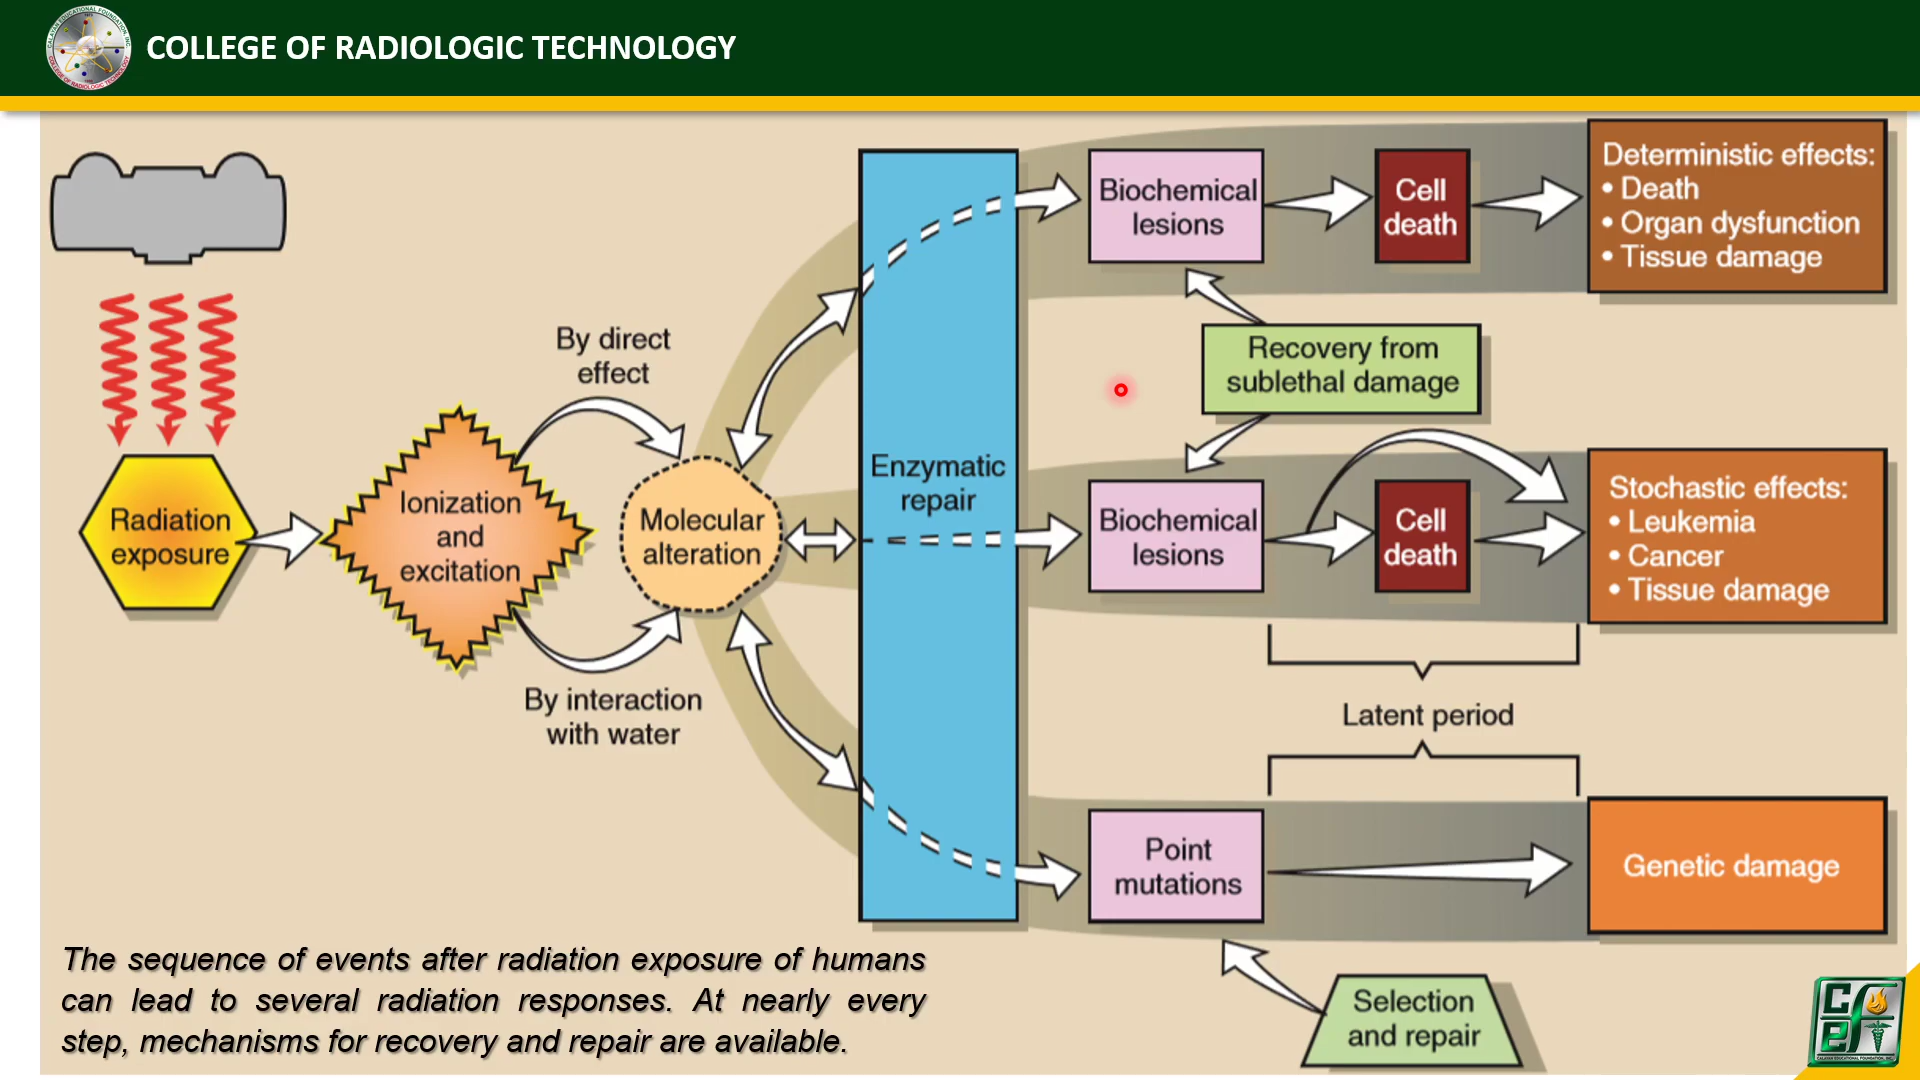 COLLEGE OF RADIOLOGIC TECHNOLOGY
Radiation
exposure
Ionization
and
excitation
By direct
effect
By interaction
with water
Molecular
alteration
Enzymatic
repair
Biochemical
lesions
Cell
death
Deterministic effects:
• Death
• Organ dysfunction
• Tissue damage
Recovery from
sublethal damage
Biochemical
lesions
Cell
death
Stochastic effects:
• Leukemia
• Cancer
• Tissue damage
Latent period
Point
mutations
Genetic damage
Selection
and repair
The sequence of events after radiation exposure of humans
can lead to several radiation responses. At nearly every
step, mechanisms for recovery and repair are available.